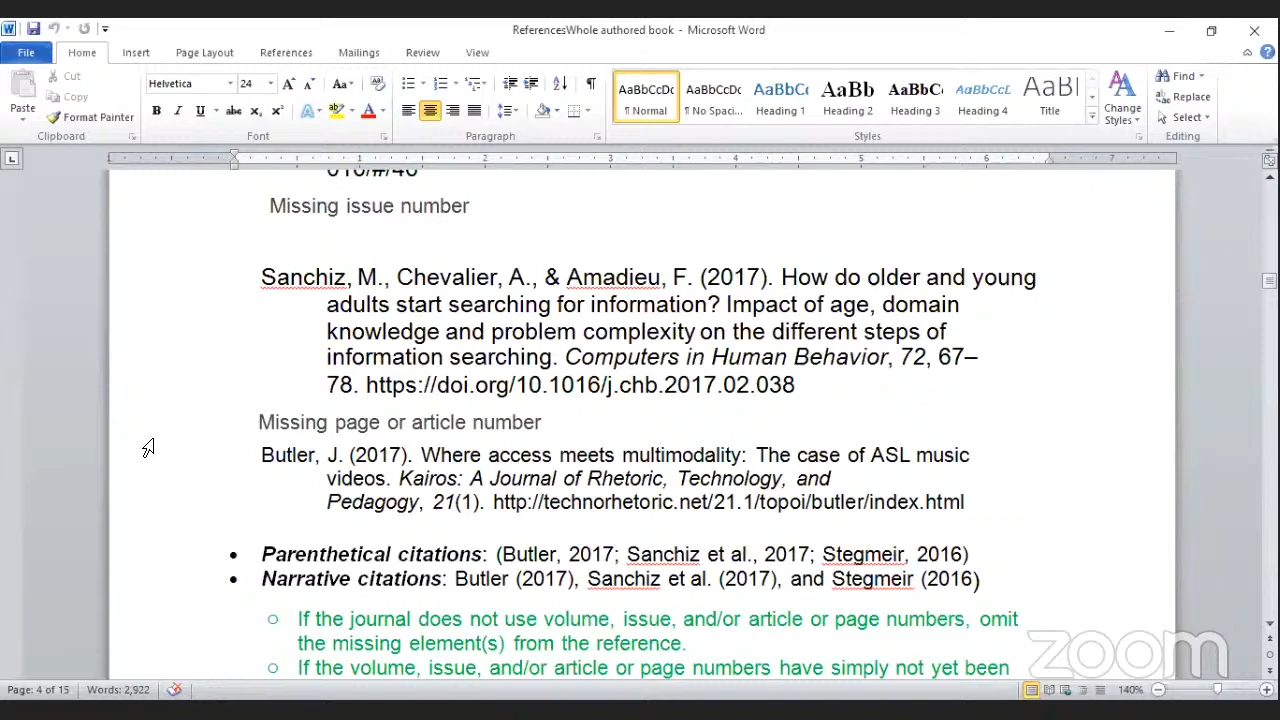 ReferencesWhole authored book - Microsoft Word
File Home Insert Page Layout References Mailings Review View
Paste Cut Copy Format Painter
Helvetica 24
AaBbCcDc AaBbCcDc AaBbCc AaBb AaBbC AaBbCcL AaBl
¶ Normal ¶ No Spaci... Heading 1 Heading 2 Heading 3 Heading 4 Title
Change Styles
Find Replace Select
Clipboard Font Paragraph Styles Editing
1 2 3 4 5 6 7
Missing issue number
Sanchiz, M., Chevalier, A., & Amadieu, F. (2017). How do older and young
adults start searching for information? Impact of age, domain
knowledge and problem complexity on the different steps of
information searching. Computers in Human Behavior, 72, 67–
78. https://doi.org/10.1016/j.chb.2017.02.038
Missing page or article number
Butler, J. (2017). Where access meets multimodality: The case of ASL music
videos. Kairos: A Journal of Rhetoric, Technology, and
Pedagogy, 21(1). http://technorhetoric.net/21.1/topoi/butler/index.html
• Parenthetical citations: (Butler, 2017; Sanchiz et al., 2017; Stegmeir, 2016)
• Narrative citations: Butler (2017), Sanchiz et al. (2017), and Stegmeir (2016)
○ If the journal does not use volume, issue, and/or article or page numbers, omit
the missing element(s) from the reference.
○ If the volume, issue, and/or article or page numbers have simply not yet been
zoom
Page: 4 of 15 Words: 2,922 140%